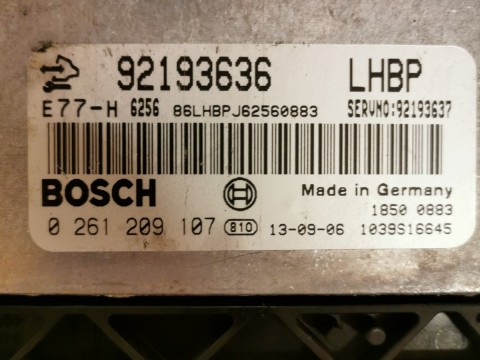 92193636 LHBP
E77-H 6256 86LHBPJ62560883 SERVNO:92193637
BOSCH Made in Germany
1850 0883
0 261 209 107 810 13-09-06 1039S16645